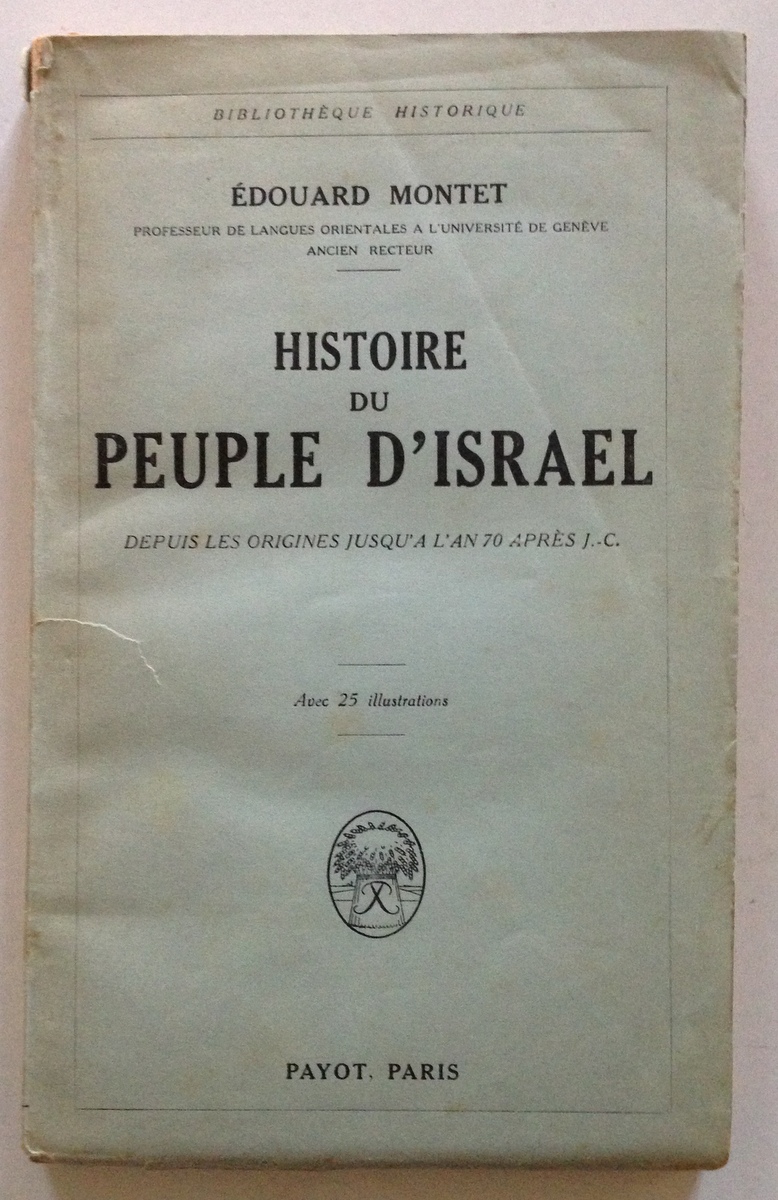 BIBLIOTHÈQUE HISTORIQUE
ÉDOUARD MONTET
PROFESSEUR DE LANGUES ORIENTALES A L'UNIVERSITÉ DE GENÈVE
ANCIEN RECTEUR
HISTOIRE
DU
PEUPLE D'ISRAEL
DEPUIS LES ORIGINES JUSQU'A L'AN 70 APRÈS J.-C.
Avec 25 illustrations
PAYOT, PARIS